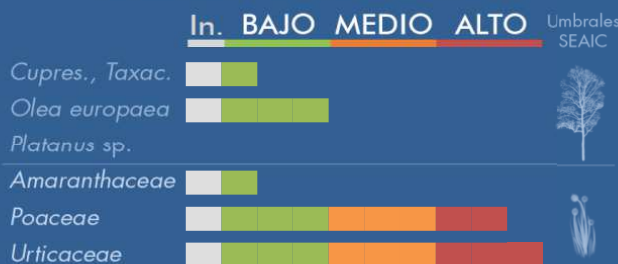 In. BAJO MEDIO ALTO Umbrales
SEAIC
Cupres., Taxac.
Olea europaea
Platanus sp.
Amaranthaceae
Poaceae
Urticaceae